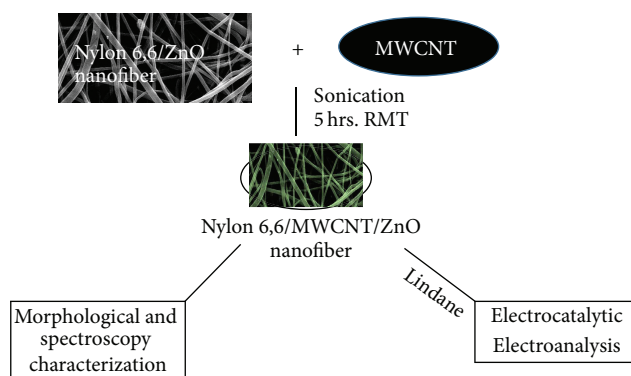 Nylon 6,6/ZnO
nanofiber
+
MWCNT
Sonication
5 hrs. RMT
Nylon 6,6/MWCNT/ZnO
nanofiber
Lindane
Morphological and
spectroscopy
characterization
Electrocatalytic
Electroanalysis